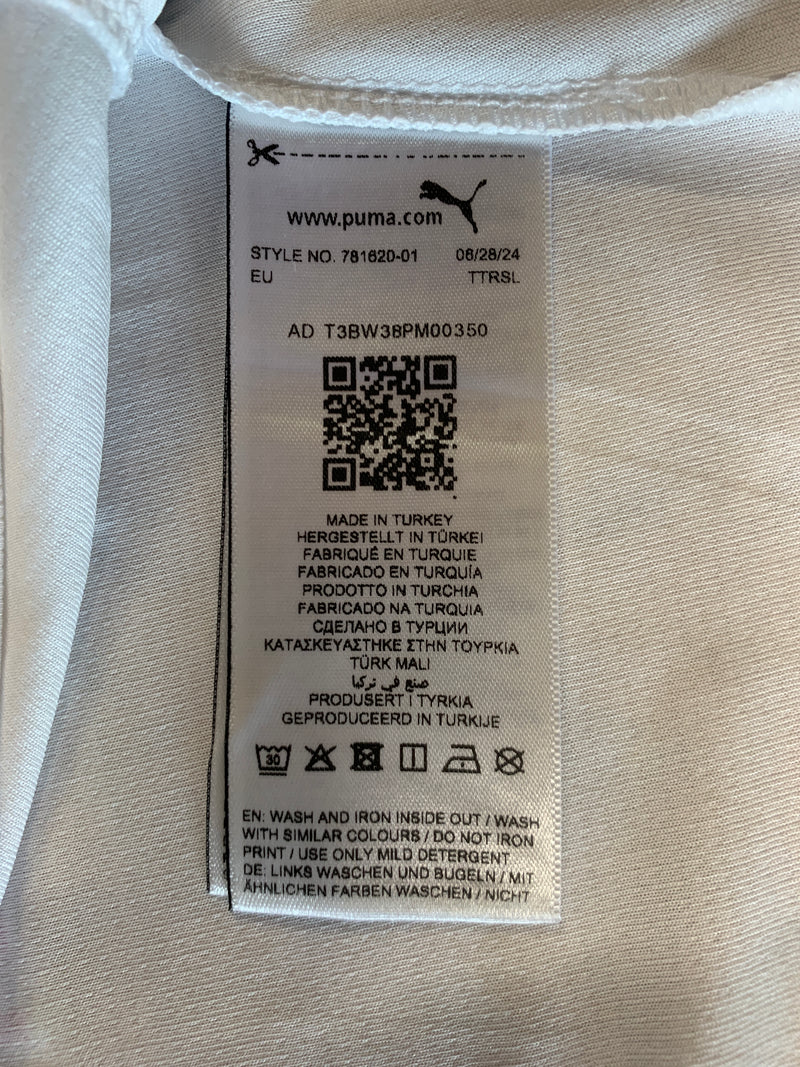 www.puma.com
STYLE NO. 781620-01 06/28/24
EU TTRSL
AD T3BW38PM00350
MADE IN TURKEY
HERGESTELLT IN TÜRKEI
FABRIQUÉ EN TURQUIE
FABRICADO EN TURQUÍA
PRODOTTO IN TURCHIA
FABRICADO NA TURQUIA
СДЕЛАНО В ТУРЦИИ
ΚΑΤΑΣΚΕΥΑΣΤΗΚΕ ΣΤΗΝ ΤΟΥΡΚΙΑ
TÜRK MALI
صنع في تركيا
PRODUSERT I TYRKIA
GEPRODUCEERD IN TURKIJE
30
EN: WASH AND IRON INSIDE OUT / WASH
WITH SIMILAR COLOURS / DO NOT IRON
PRINT / USE ONLY MILD DETERGENT
DE: LINKS WASCHEN UND BÜGELN / MIT
ÄHNLICHEN FARBEN WASCHEN / NICHT